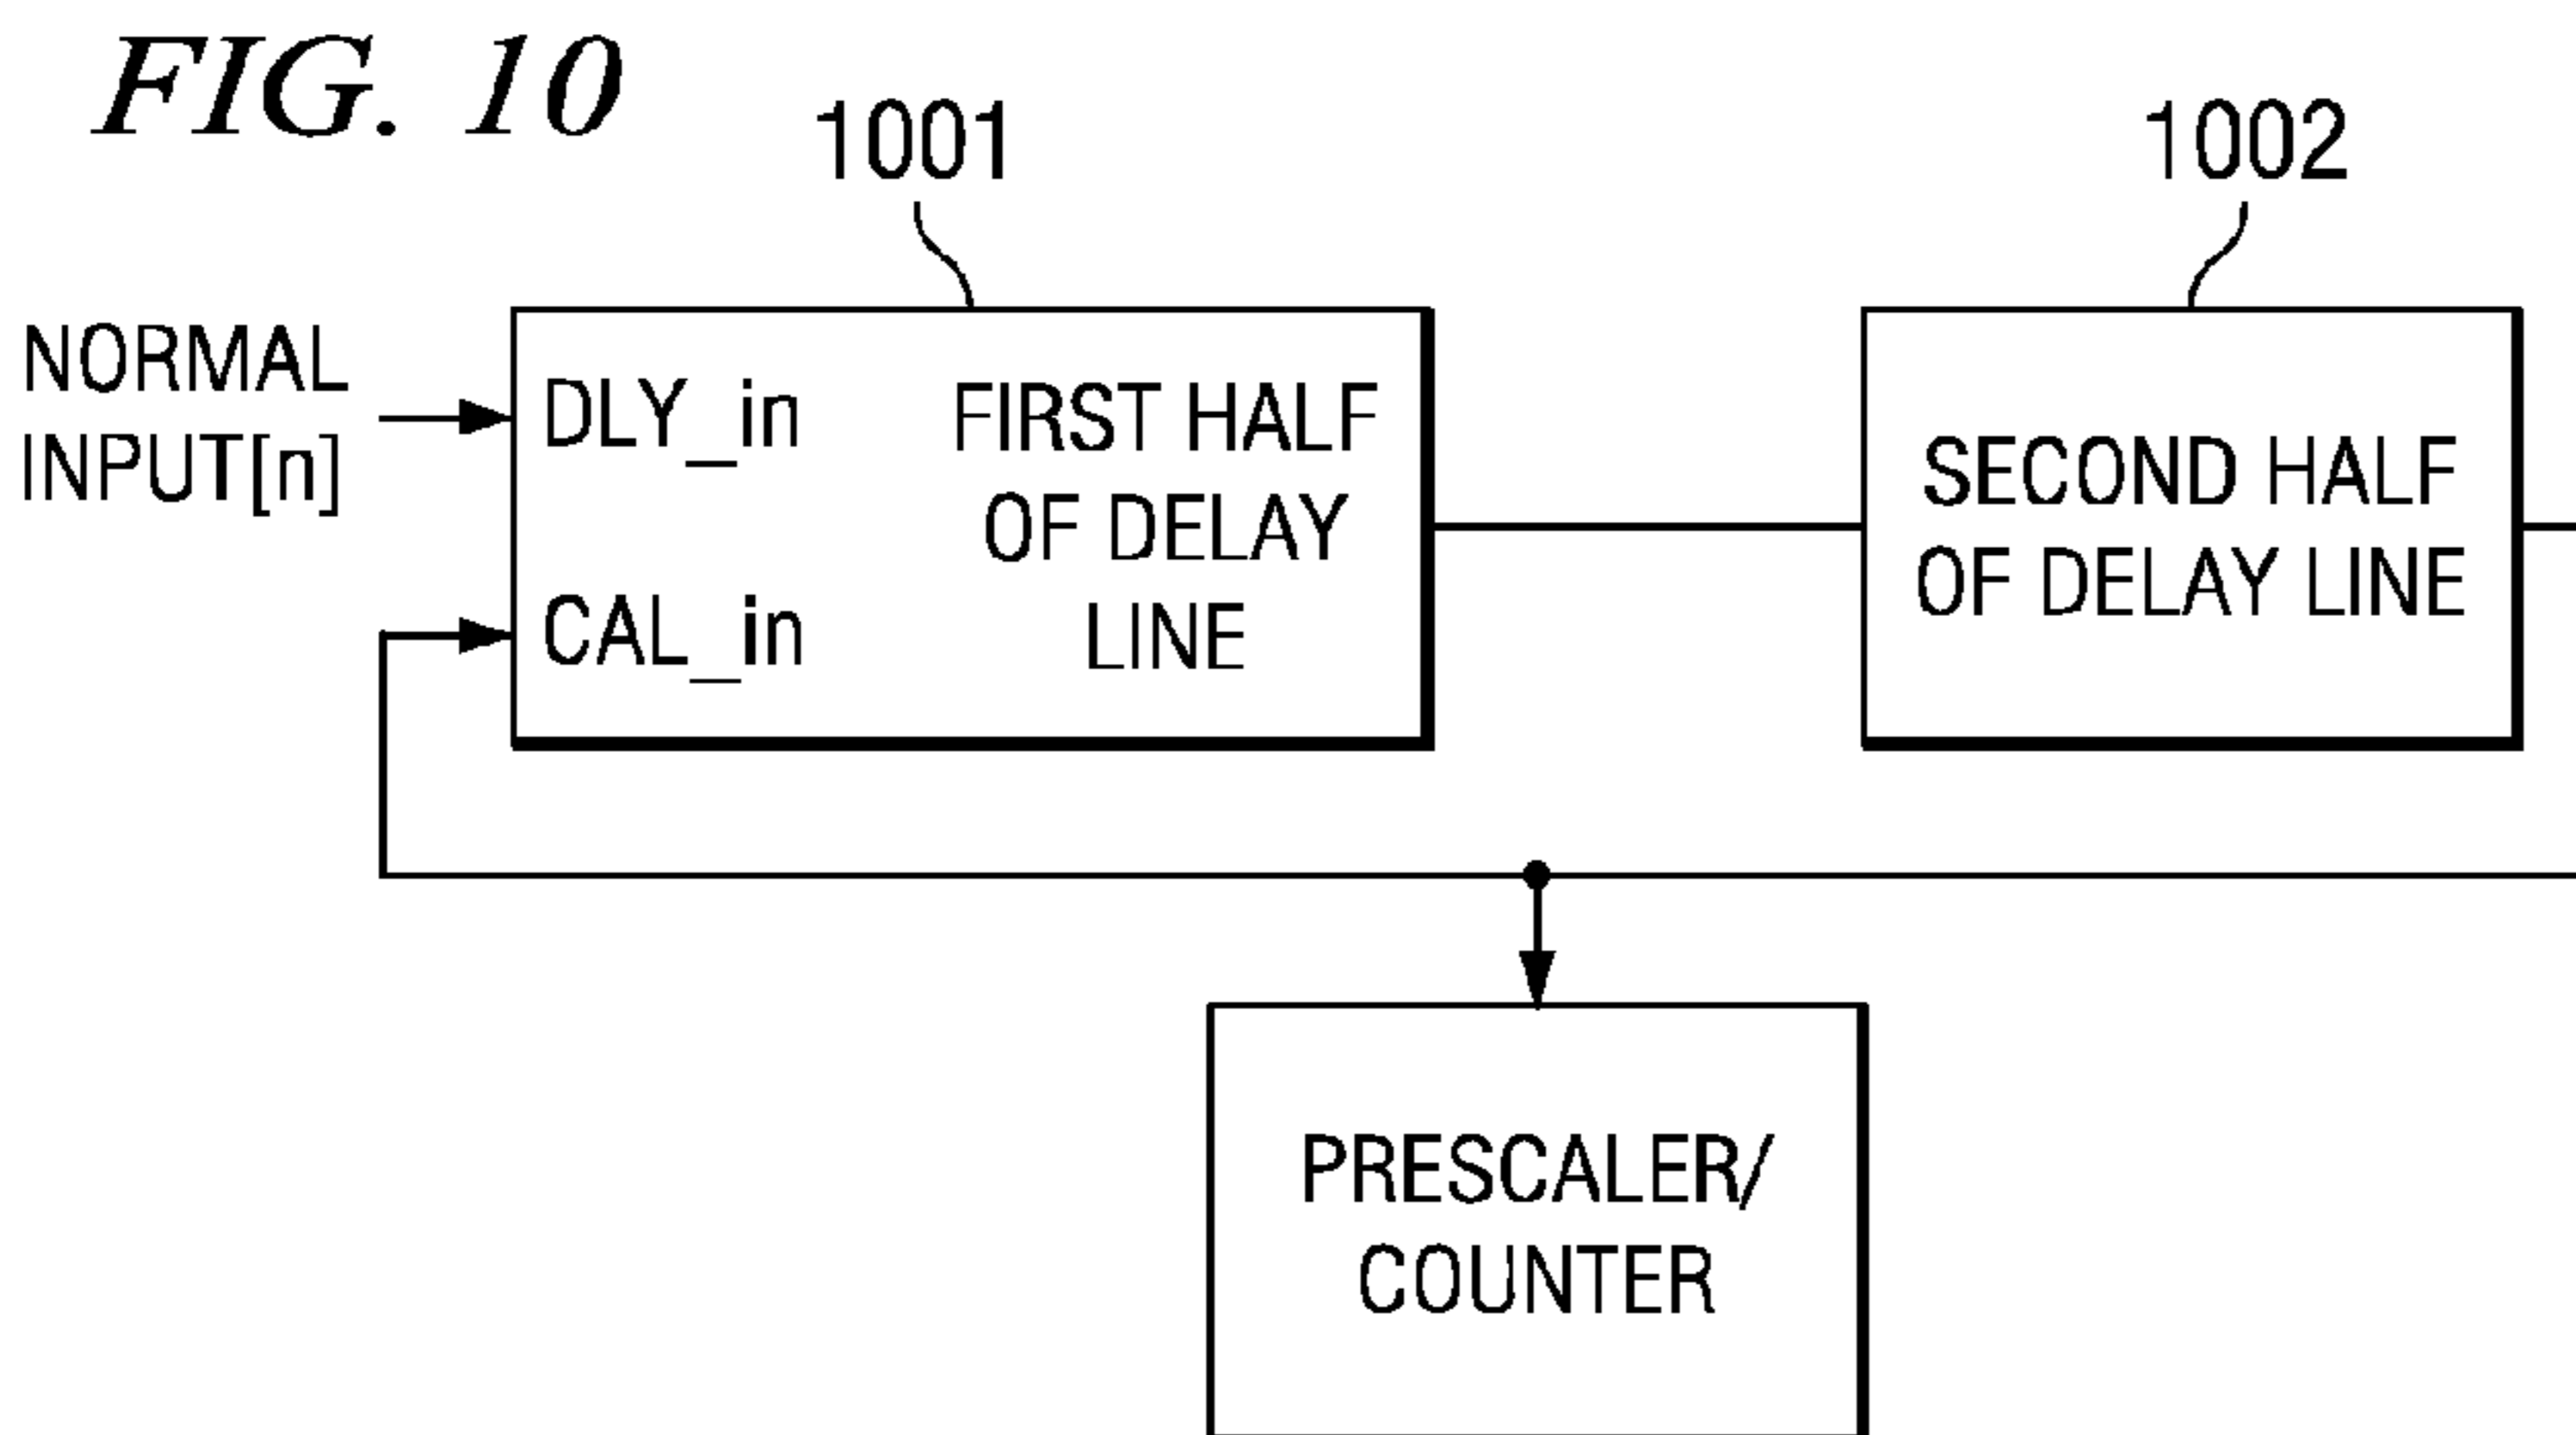 FIG. 10
1001
1002
NORMAL
INPUT[n]
DLY_in
CAL_in
FIRST HALF
OF DELAY
LINE
SECOND HALF
OF DELAY LINE
PRESCALER/
COUNTER